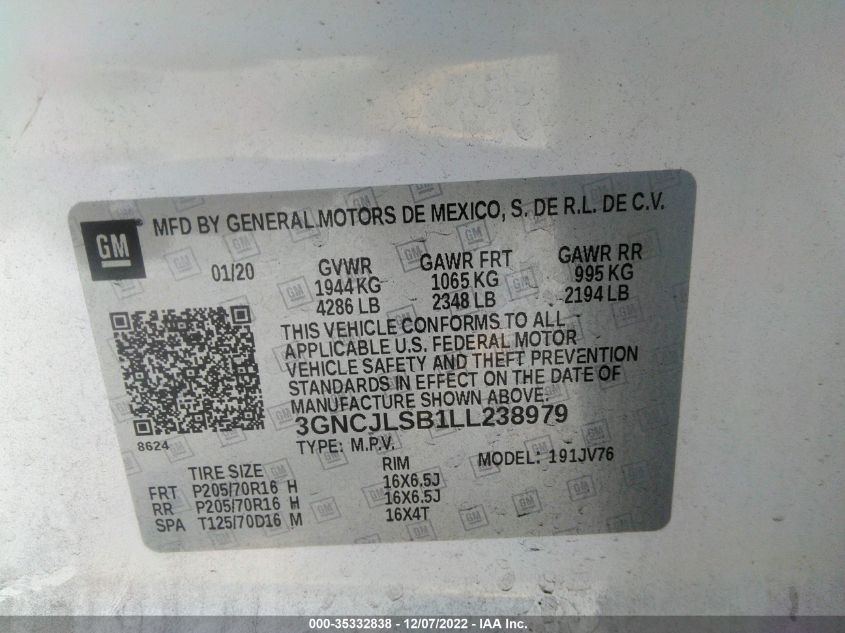 GM MFD BY GENERAL MOTORS DE MEXICO, S. DE R.L. DE C.V.
01/20 GVWR GAWR FRT GAWR RR
1944 KG 1065 KG 995 KG
4286 LB 2348 LB 2194 LB
THIS VEHICLE CONFORMS TO ALL
APPLICABLE U.S. FEDERAL MOTOR
VEHICLE SAFETY AND THEFT PREVENTION
STANDARDS IN EFFECT ON THE DATE OF
MANUFACTURE SHOWN ABOVE.
3GNCJLSB1LL238979
8624
TYPE: M.P.V. MODEL: 191JV76
TIRE SIZE RIM
FRT P205/70R16 H 16X6.5J
RR P205/70R16 H 16X6.5J
SPA T125/70D16 M 16X4T
000-35332838 - 12/07/2022 - IAA Inc.